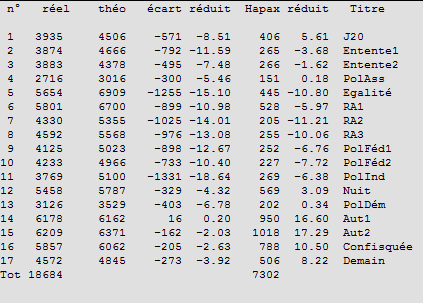 n° réel théo écart réduit Hapax réduit Titre
1 3935 4506 -571 -8.51 406 5.61 J20
2 3874 4666 -792 -11.59 265 -3.68 Entente1
3 3883 4378 -495 -7.48 266 -1.62 Entente2
4 2716 3016 -300 -5.46 151 0.18 PolAss
5 5654 6909 -1255 -15.10 445 -10.80 Egalité
6 5801 6700 -899 -10.98 528 -5.97 RA1
7 4330 5355 -1025 -14.01 205 -11.21 RA2
8 4592 5568 -976 -13.08 255 -10.06 RA3
9 4125 5023 -898 -12.67 252 -6.76 PolFéd1
10 4233 4966 -733 -10.40 227 -7.72 PolFéd2
11 3769 5100 -1331 -18.64 269 -6.38 PolInd
12 5458 5787 -329 -4.32 569 3.09 Nuit
13 3126 3529 -403 -6.78 202 0.34 PolDém
14 6178 6162 16 0.20 950 16.60 Aut1
15 6209 6371 -162 -2.03 1018 17.29 Aut2
16 5857 6062 -205 -2.63 788 10.50 Confisquée
17 4572 4845 -273 -3.92 506 8.22 Demain
Tot 18684 7302